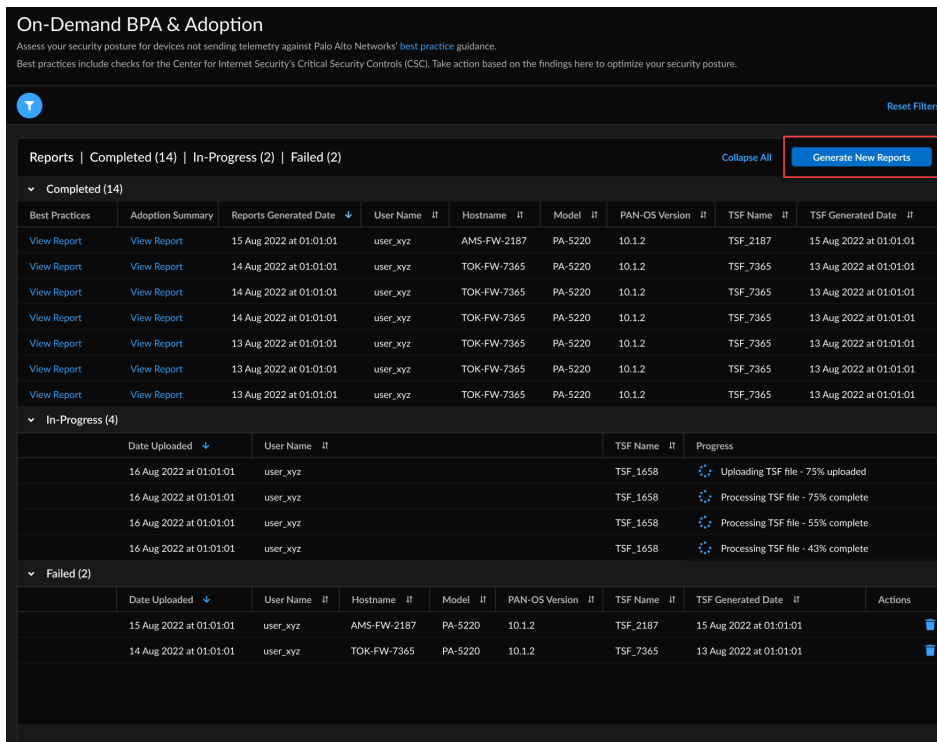 On-Demand BPA & Adoption
Assess your security posture for devices not sending telemetry against Palo Alto Networks' best practice guidance.
Best practices include checks for the Center for Internet Security's Critical Security Controls (CSC). Take action based on the findings here to optimize your security posture.
Reset Filters
Reports | Completed (14) | In-Progress (2) | Failed (2) Collapse All Generate New Reports
Completed (14)
Best Practices Adoption Summary Reports Generated Date User Name Hostname Model PAN-OS Version TSF Name TSF Generated Date
View Report View Report 15 Aug 2022 at 01:01:01 user_xyz AMS-FW-2187 PA-5220 10.1.2 TSF_2187 15 Aug 2022 at 01:01:01
View Report View Report 14 Aug 2022 at 01:01:01 user_xyz TOK-FW-7365 PA-5220 10.1.2 TSF_7365 13 Aug 2022 at 01:01:01
View Report View Report 14 Aug 2022 at 01:01:01 user_xyz TOK-FW-7365 PA-5220 10.1.2 TSF_7365 13 Aug 2022 at 01:01:01
View Report View Report 14 Aug 2022 at 01:01:01 user_xyz TOK-FW-7365 PA-5220 10.1.2 TSF_7365 13 Aug 2022 at 01:01:01
View Report View Report 13 Aug 2022 at 01:01:01 user_xyz TOK-FW-7365 PA-5220 10.1.2 TSF_7365 13 Aug 2022 at 01:01:01
View Report View Report 13 Aug 2022 at 01:01:01 user_xyz TOK-FW-7365 PA-5220 10.1.2 TSF_7365 13 Aug 2022 at 01:01:01
View Report View Report 13 Aug 2022 at 01:01:01 user_xyz TOK-FW-7365 PA-5220 10.1.2 TSF_7365 13 Aug 2022 at 01:01:01
In-Progress (4)
Date Uploaded User Name TSF Name Progress
16 Aug 2022 at 01:01:01 user_xyz TSF_1658 Uploading TSF file - 75% uploaded
16 Aug 2022 at 01:01:01 user_xyz TSF_1658 Processing TSF file - 75% complete
16 Aug 2022 at 01:01:01 user_xyz TSF_1658 Processing TSF file - 55% complete
16 Aug 2022 at 01:01:01 user_xyz TSF_1658 Processing TSF file - 43% complete
Failed (2)
Date Uploaded User Name Hostname Model PAN-OS Version TSF Name TSF Generated Date Actions
15 Aug 2022 at 01:01:01 user_xyz AMS-FW-2187 PA-5220 10.1.2 TSF_2187 15 Aug 2022 at 01:01:01
14 Aug 2022 at 01:01:01 user_xyz TOK-FW-7365 PA-5220 10.1.2 TSF_7365 13 Aug 2022 at 01:01:01